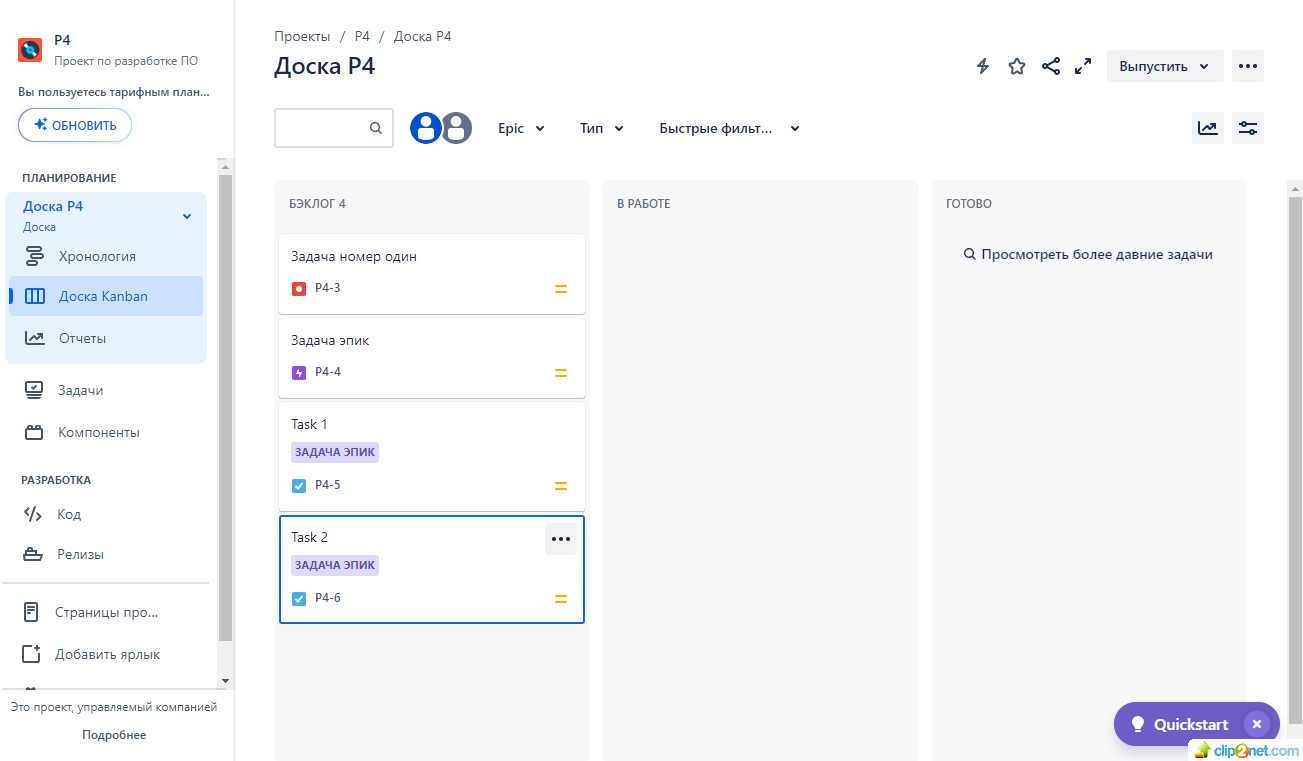 P4
Проект по разработке ПО
Вы пользуетесь тарифным план...
ОБНОВИТЬ
ПЛАНИРОВАНИЕ
Доска P4
Доска
Хронология
Доска Kanban
Отчеты
Задачи
Компоненты
РАЗРАБОТКА
Код
Релизы
Страницы про...
Добавить ярлык
Это проект, управляемый компанией
Подробнее
Проекты / P4 / Доска P4
Доска P4
Выпустить
Epic
Тип
Быстрые фильт...
БЭКЛОГ 4
Задача номер один
P4-3
Задача эпик
P4-4
Task 1
ЗАДАЧА ЭПИК
P4-5
Task 2
ЗАДАЧА ЭПИК
P4-6
В РАБОТЕ
ГОТОВО
Просмотреть более давние задачи
Quickstart
clip2net.com